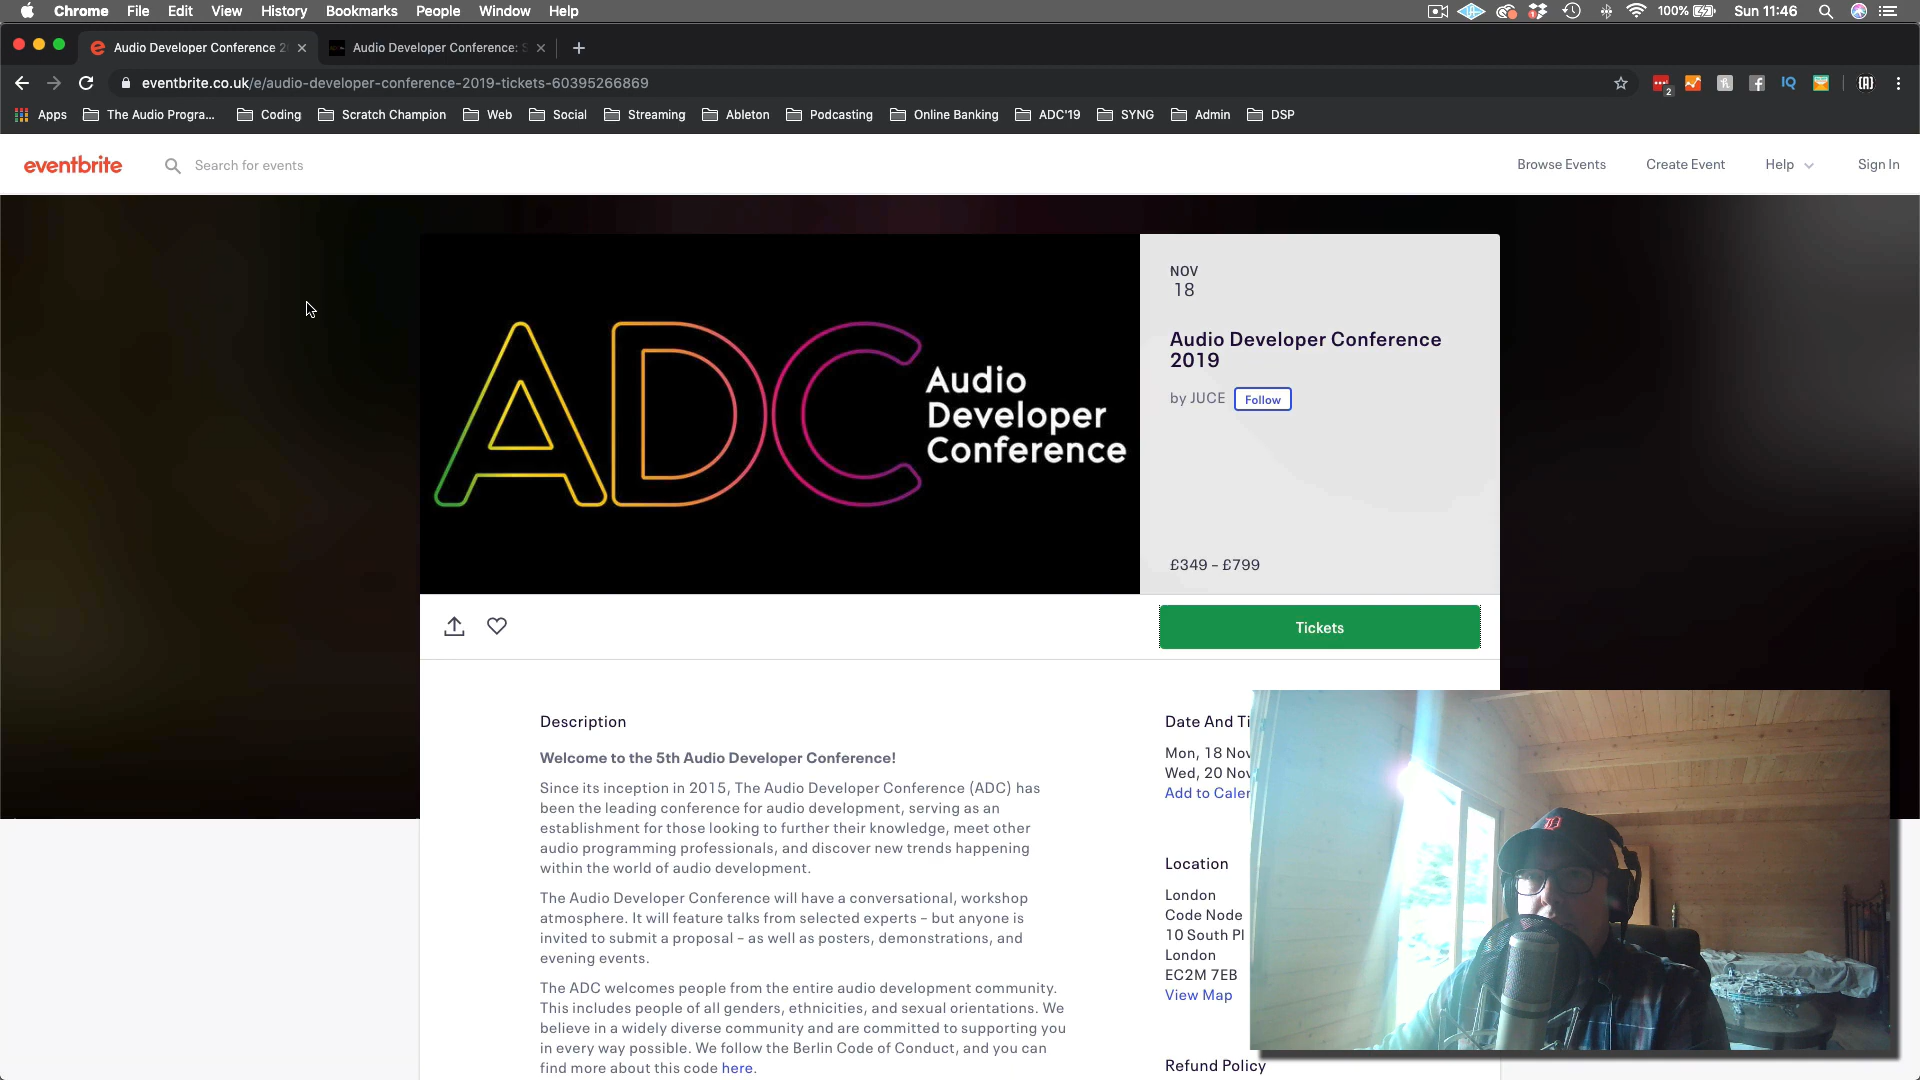 Chrome File Edit View History Bookmarks People Window Help 100% Sun 11:46
Audio Developer Conference 2
Audio Developer Conference: S
eventbrite.co.uk/e/audio-developer-conference-2019-tickets-60395266869
2
IQ
Apps The Audio Progra... Coding Scratch Champion Web Social Streaming Ableton Podcasting Online Banking ADC'19 SYNG Admin DSP
eventbrite Search for events Browse Events Create Event Help Sign In
ADC
Audio
Developer
Conference
NOV
18
Audio Developer Conference
2019
by JUCE Follow
£349 – £799
Tickets
Description
Welcome to the 5th Audio Developer Conference!
Since its inception in 2015, The Audio Developer Conference (ADC) has
been the leading conference for audio development, serving as an
establishment for those looking to further their knowledge, meet other
audio programming professionals, and discover new trends happening
within the world of audio development.
The Audio Developer Conference will have a conversational, workshop
atmosphere. It will feature talks from selected experts – but anyone is
invited to submit a proposal – as well as posters, demonstrations, and
evening events.
The ADC welcomes people from the entire audio development community.
This includes people of all genders, ethnicities, and sexual orientations. We
believe in a widely diverse community and are committed to supporting you
in every way possible. We follow the Berlin Code of Conduct, and you can
find more about this code here.
Date And Ti
Mon, 18 Nov
Wed, 20 Nov
Add to Caler
Location
London
Code Node
10 South Pl
London
EC2M 7EB
View Map
Refund Policy